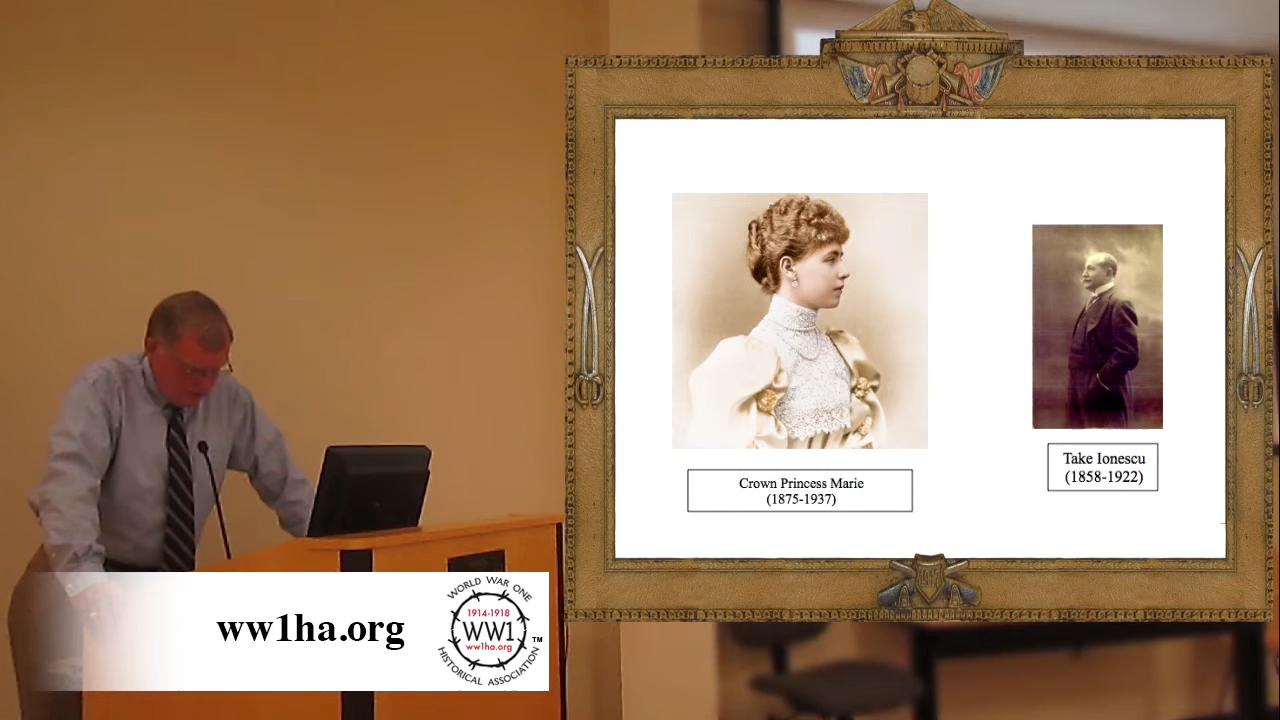 Crown Princess Marie
(1875-1937)
Take Ionescu
(1858-1922)
ww1ha.org
WORLD WAR ONE
1914-1918
WW1
ww1ha.org
HISTORICAL ASSOCIATION
TM